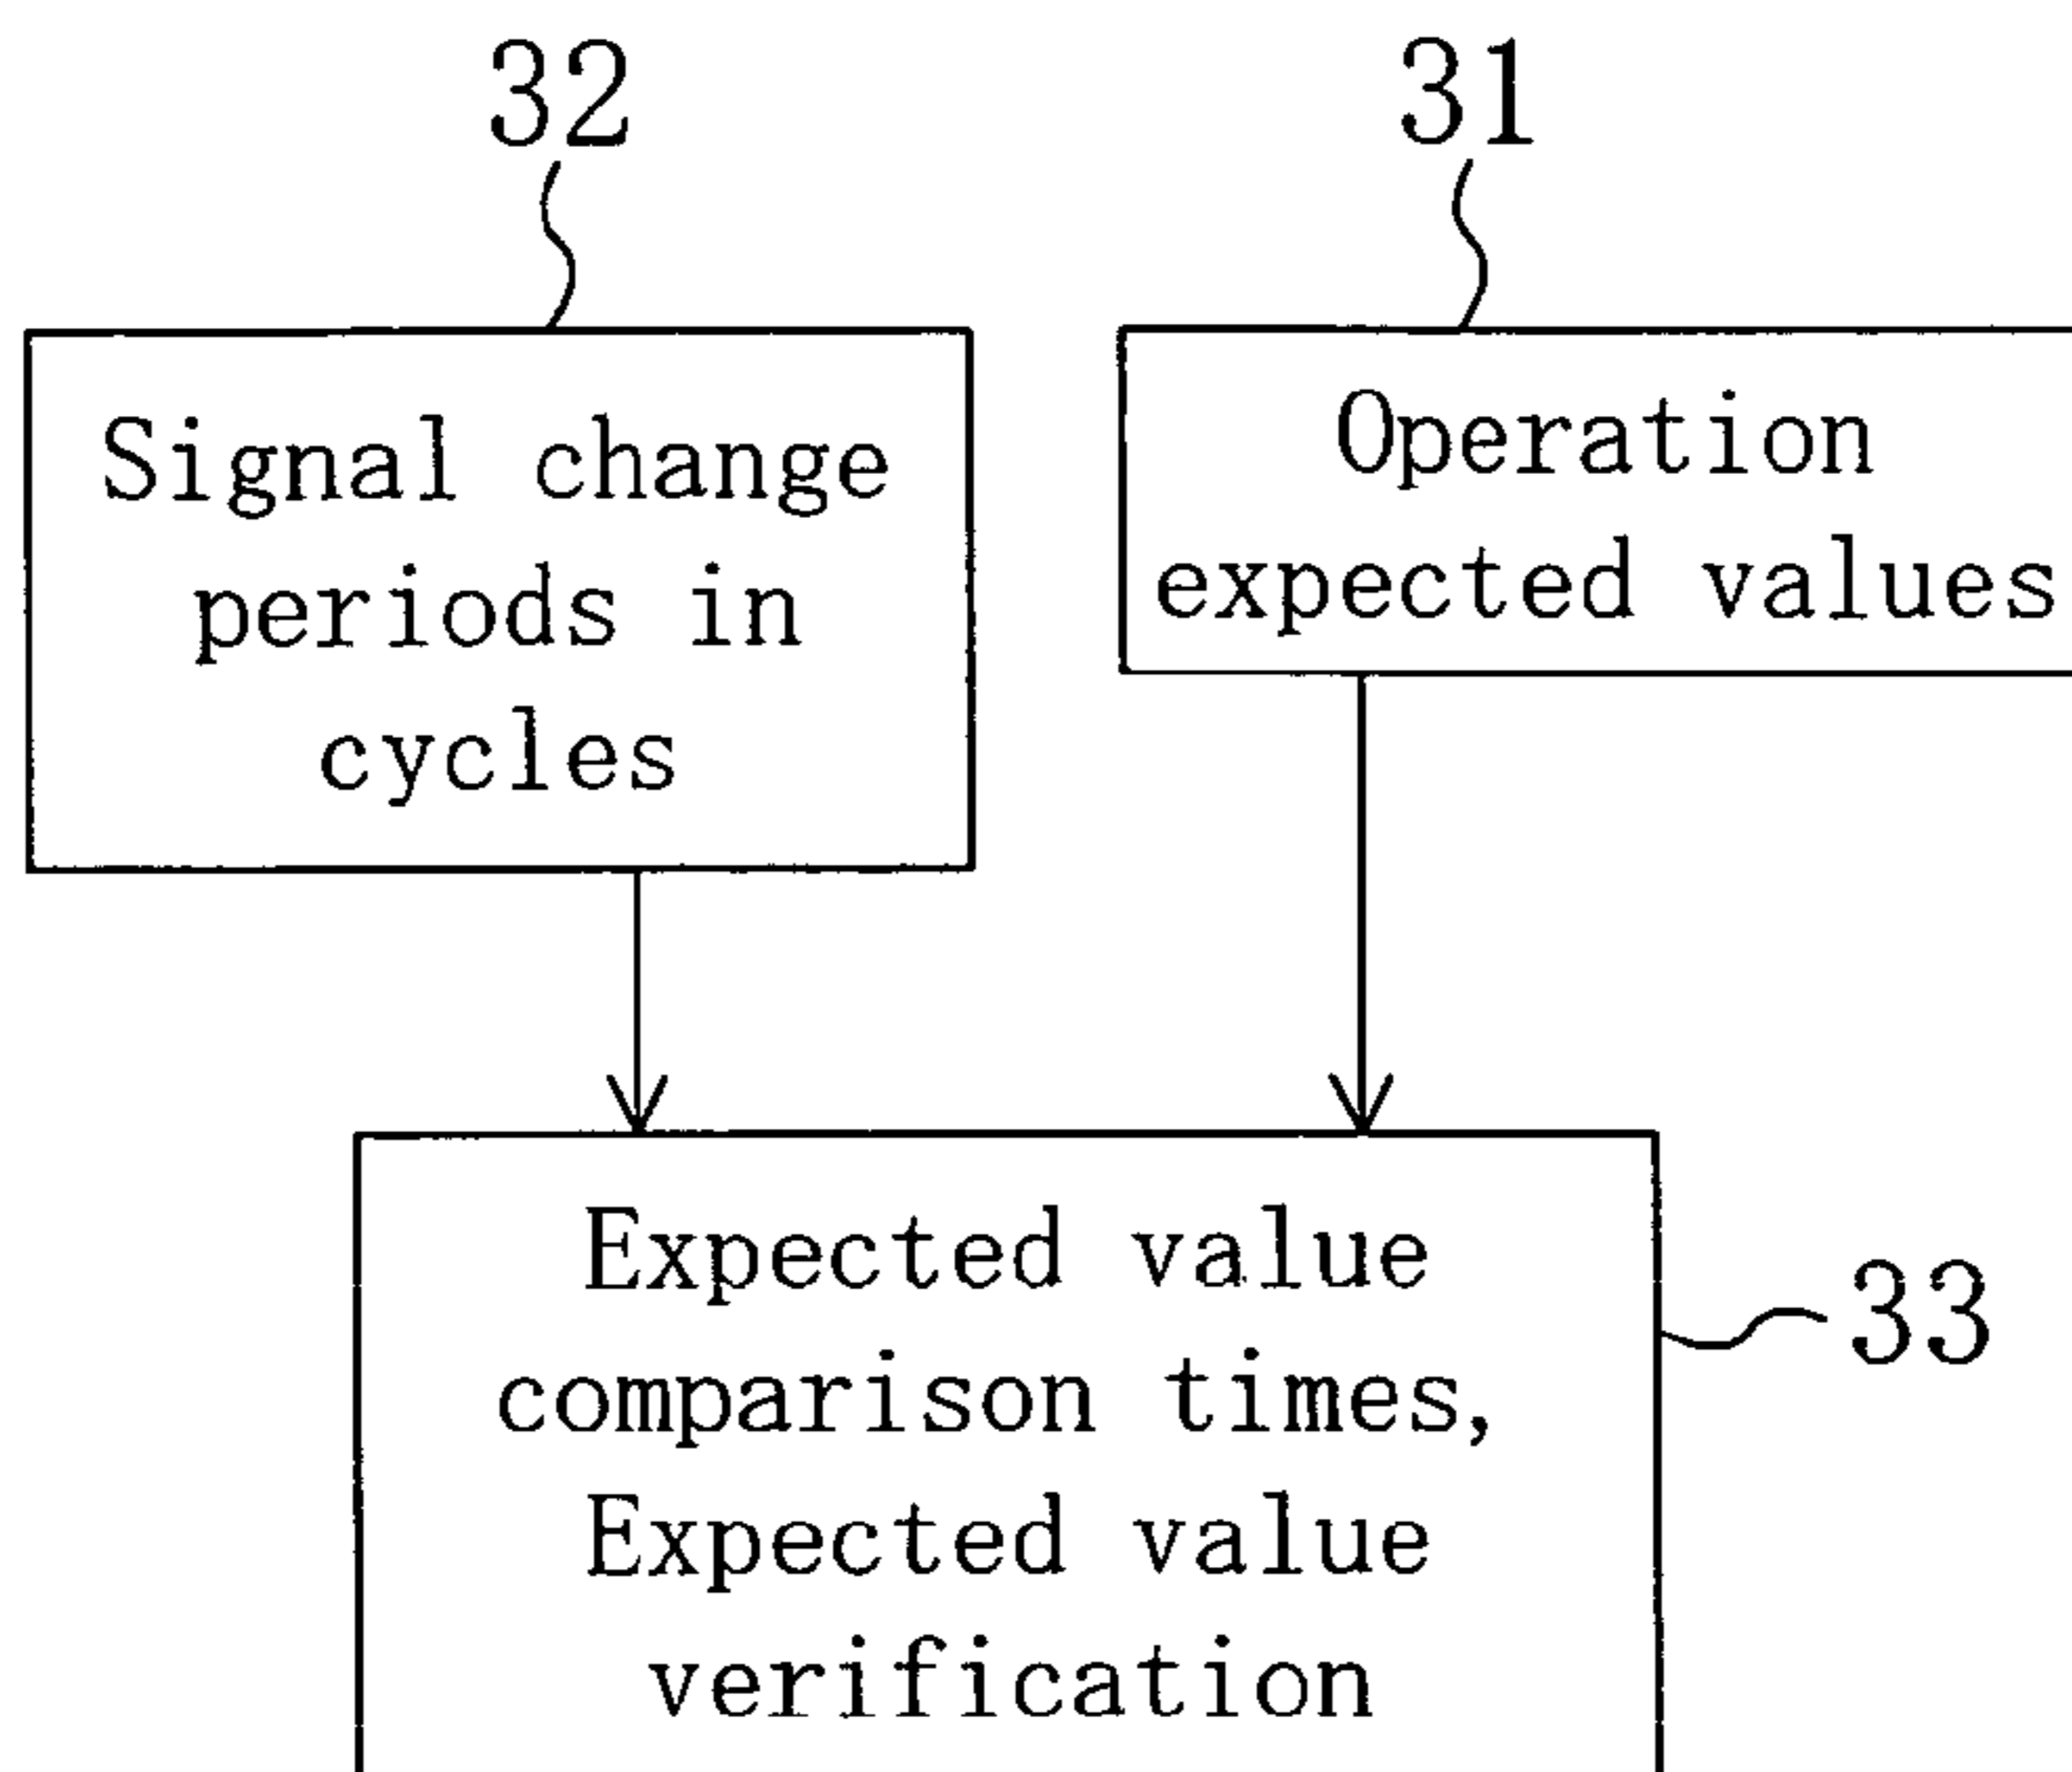 32
31
Signal change
periods in
cycles
Operation
expected values
Expected value
comparison times,
Expected value
verification
33